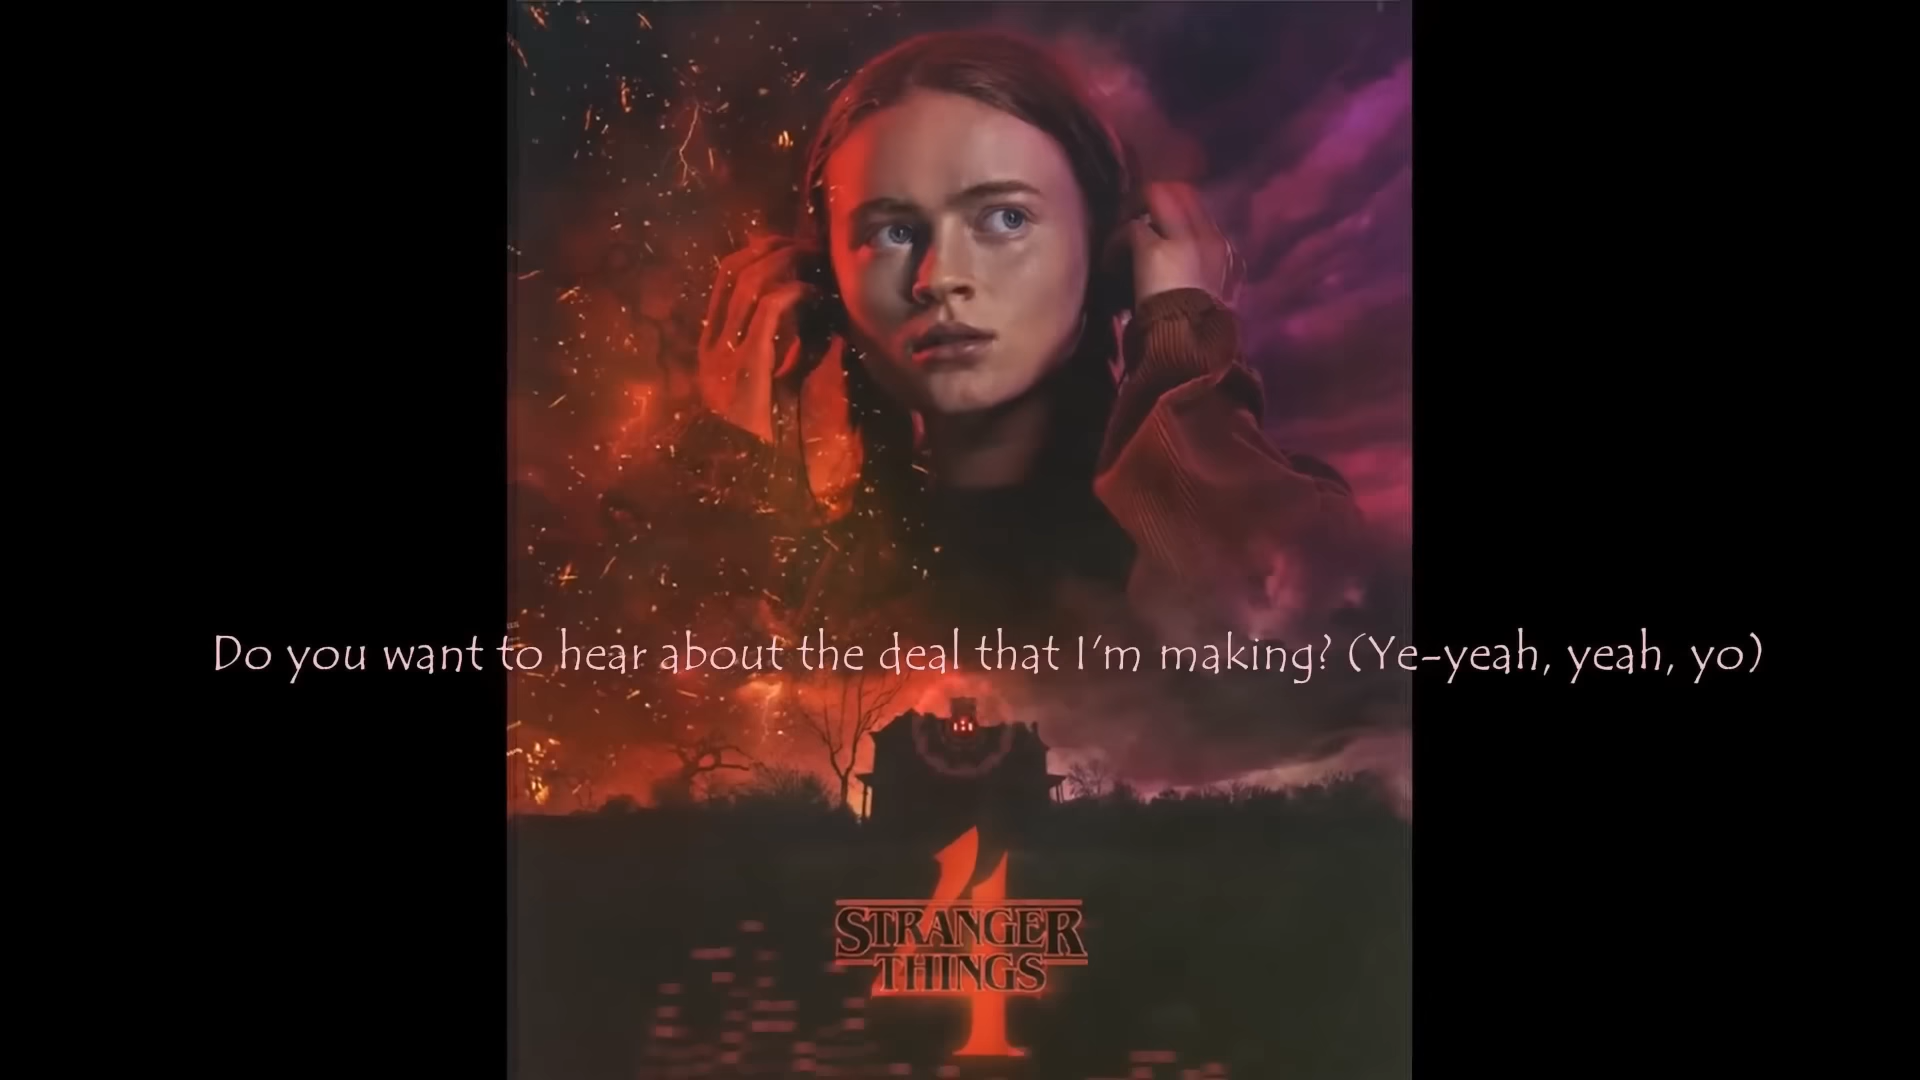 Do you want to hear about the deal that I'm making? (Ye-yeah, yeah, yo)
4
STRANGER
THINGS